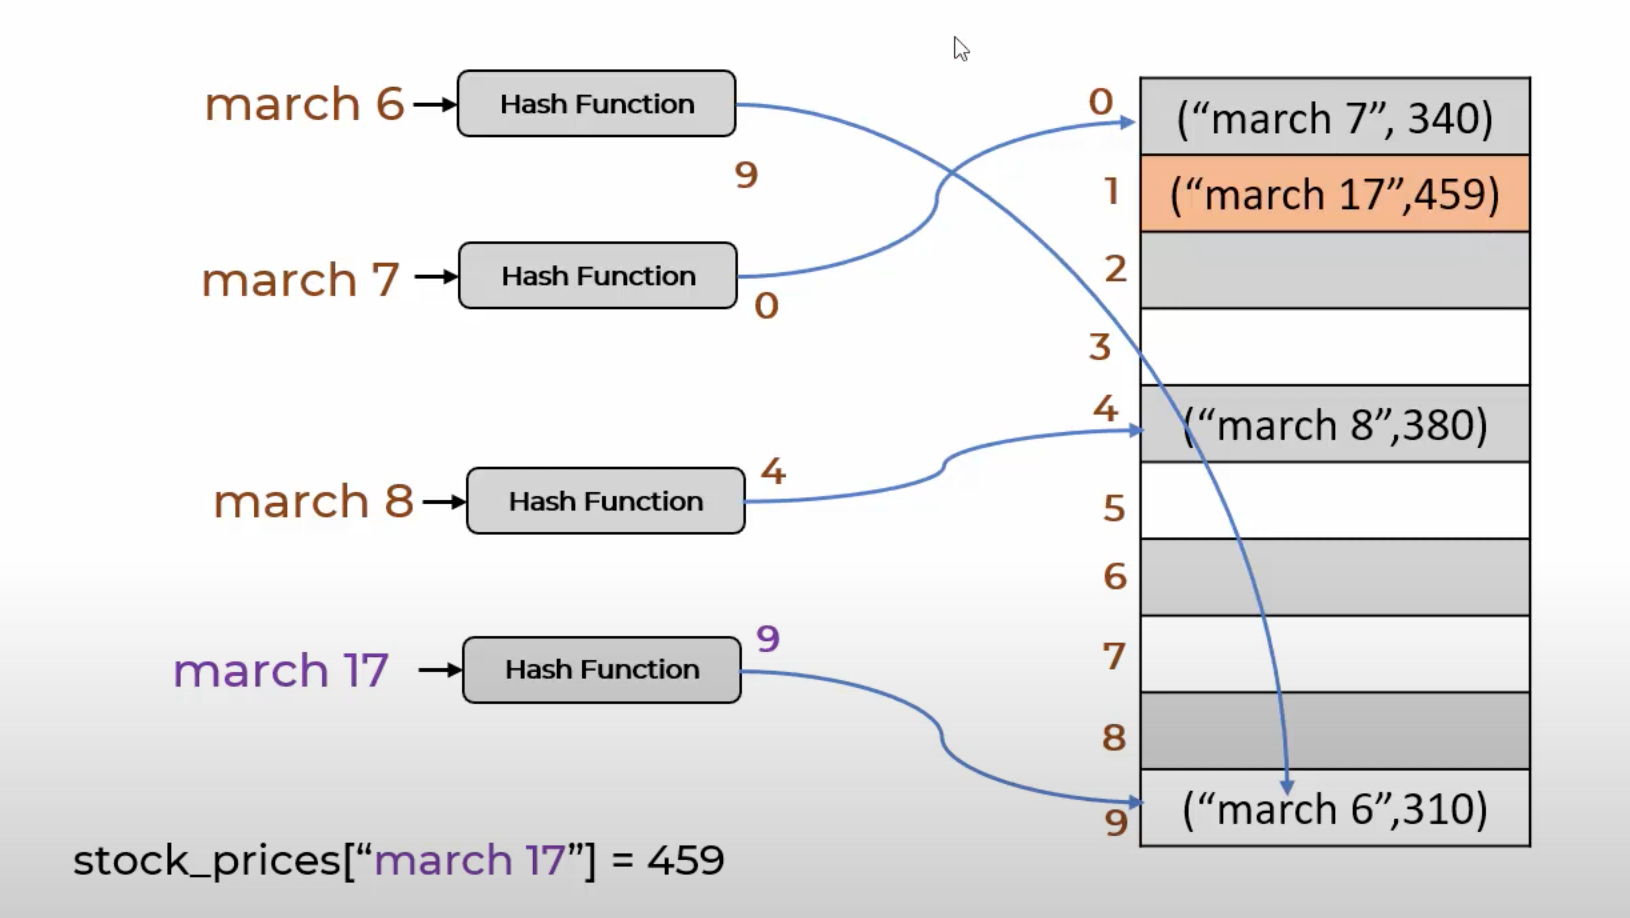 march 6
Hash Function
9
march 7
Hash Function
0
march 8
Hash Function
4
march 17
Hash Function
9
stock_prices[“march 17”] = 459
0 (“march 7”, 340)
1 (“march 17”,459)
2
3
4 (“march 8”,380)
5
6
7
8
9 (“march 6”,310)